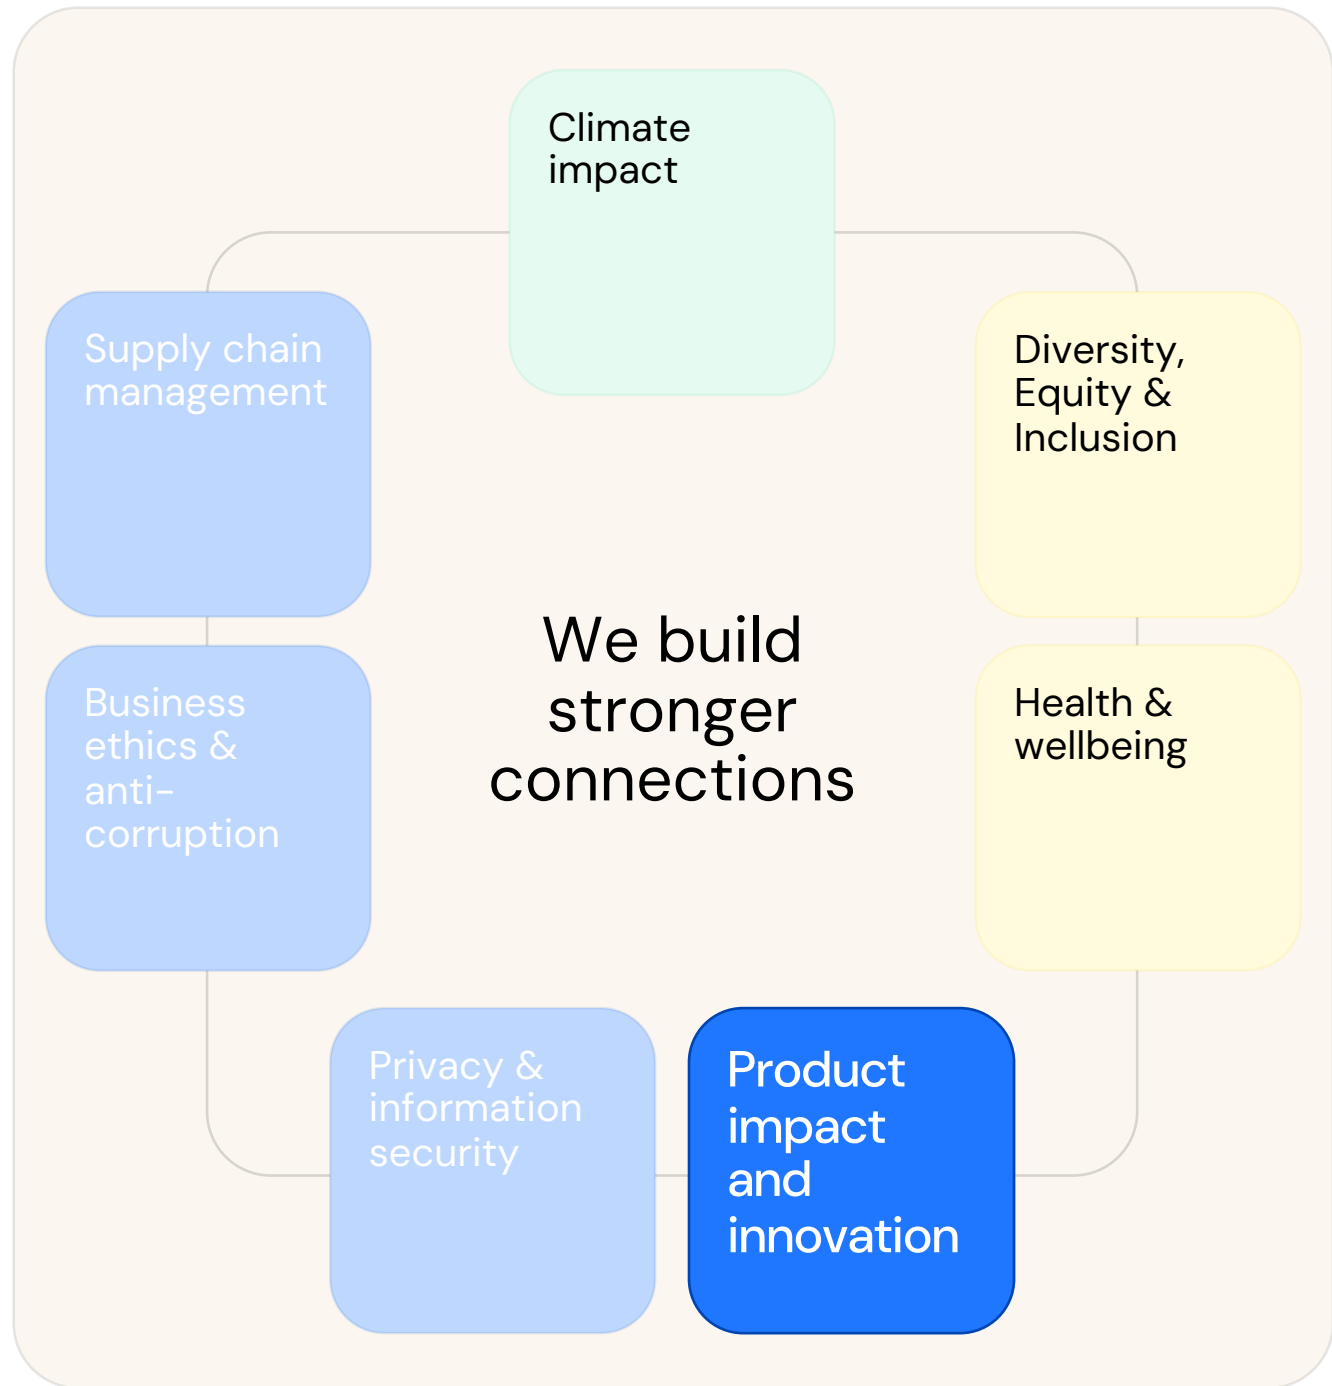 Climate
impact
Supply chain
management
Diversity,
Equity &
Inclusion
We build
stronger
connections
Business
ethics &
anti-
corruption
Health &
wellbeing
Privacy &
information
security
Product
impact
and
innovation